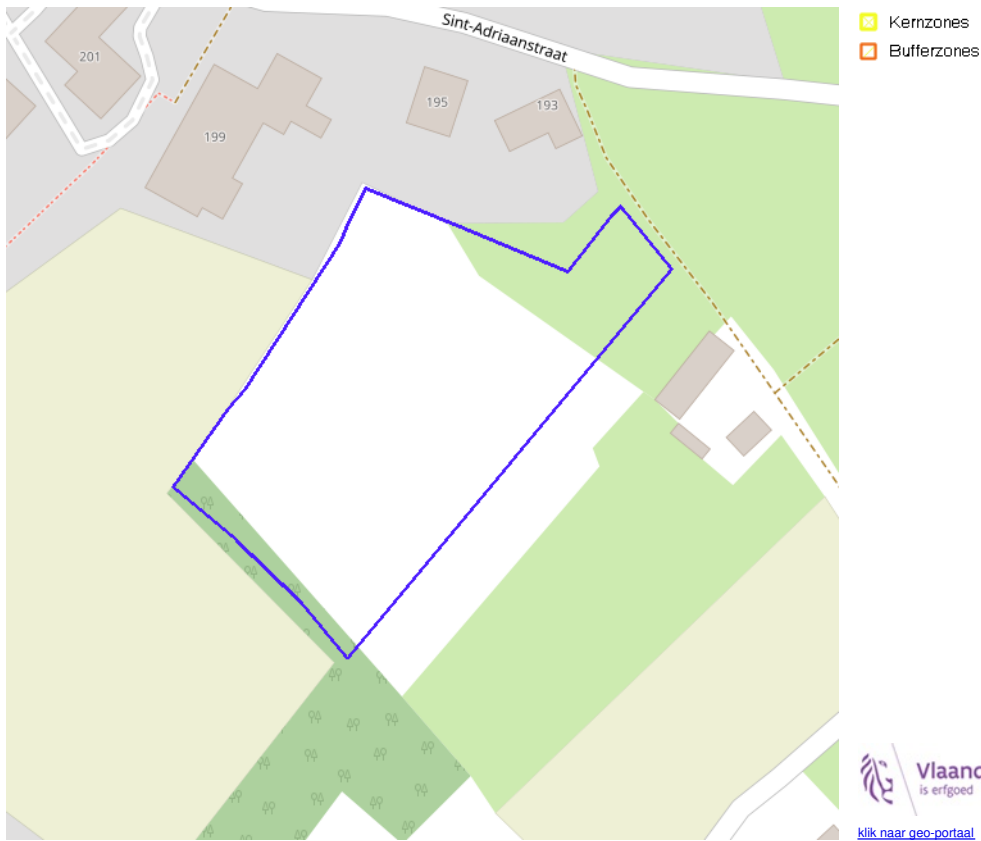 Sint-Adriaanstraat
Kernzones
Bufferzones
201
195
193
199
Vlaand
is erfgoed
klik naar geo-portaal